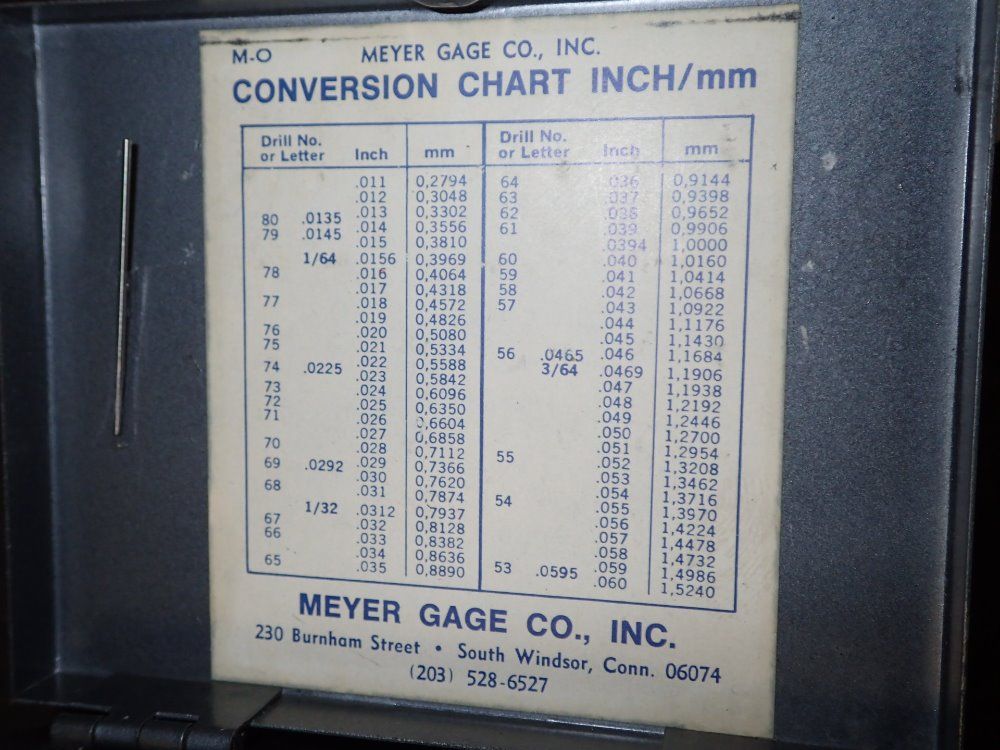 M-O MEYER GAGE CO., INC.
CONVERSION CHART INCH/mm
Drill No.
or Letter Inch mm
.011 0,2794
.012 0,3048
80 .0135 .013 0,3302
79 .0145 .014 0,3556
.015 0,3810
1/64 .0156 0,3969
78 .016 0,4064
.017 0,4318
77 .018 0,4572
.019 0,4826
76 .020 0,5080
75 .021 0,5334
74 .0225 .022 0,5588
.023 0,5842
73 .024 0,6096
72 .025 0,6350
71 .026 0,6604
.027 0,6858
70 .028 0,7112
69 .0292 .029 0,7366
.030 0,7620
68 .031 0,7874
1/32 .0312 0,7937
67 .032 0,8128
66 .033 0,8382
.034 0,8636
65 .035 0,8890
Drill No.
or Letter Inch mm
64 .036 0,9144
63 .037 0,9398
62 .038 0,9652
61 .039 0,9906
.0394 1,0000
60 .040 1,0160
59 .041 1,0414
58 .042 1,0668
57 .043 1,0922
.044 1,1176
.045 1,1430
56 .0465 .046 1,1684
3/64 .0469 1,1906
.047 1,1938
.048 1,2192
.049 1,2446
.050 1,2700
.051 1,2954
55 .052 1,3208
.053 1,3462
.054 1,3716
54 .055 1,3970
.056 1,4224
.057 1,4478
.058 1,4732
53 .0595 .059 1,4986
.060 1,5240
MEYER GAGE CO., INC.
230 Burnham Street • South Windsor, Conn. 06074
(203) 528-6527